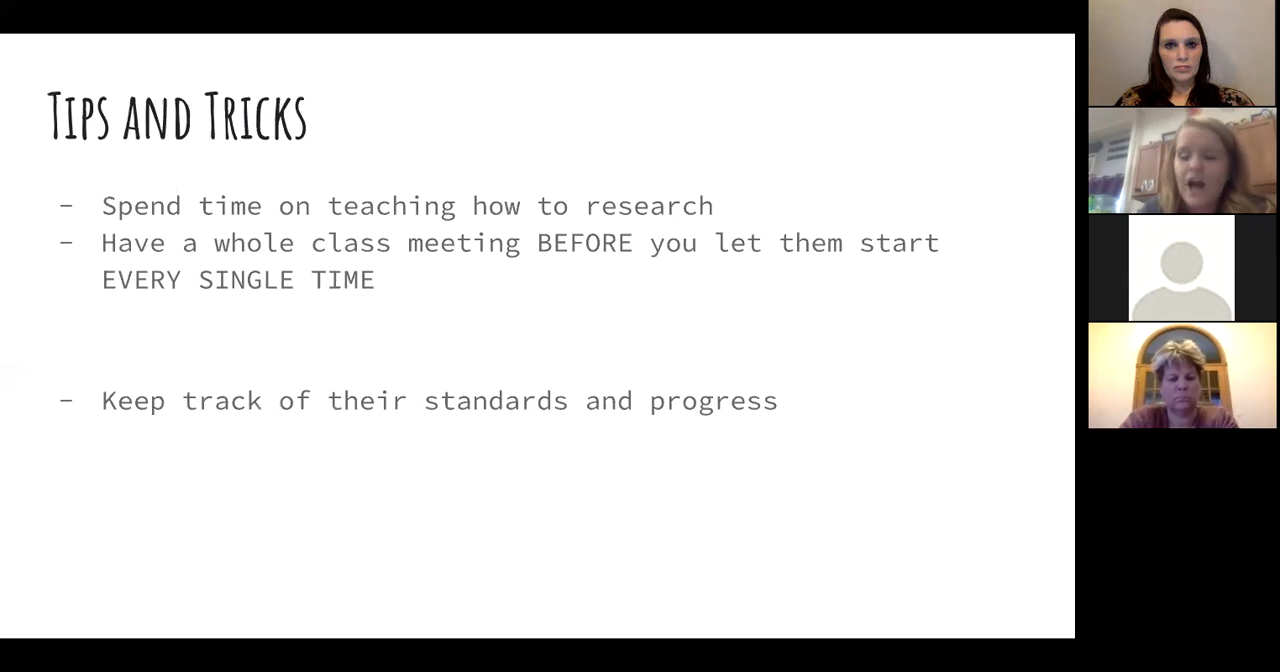 Tips and Tricks
- Spend time on teaching how to research
- Have a whole class meeting BEFORE you let them start
EVERY SINGLE TIME
- Keep track of their standards and progress